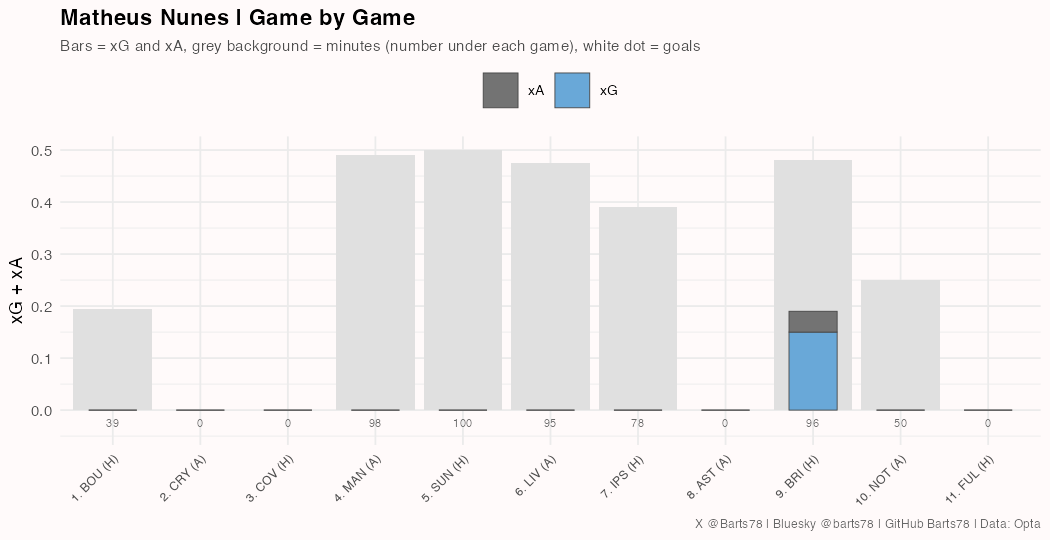 Matheus Nunes | Game by Game
Bars = xG and xA, grey background = minutes (number under each game), white dot = goals
xA xG
xG + xA
0.5
0.4
0.3
0.2
0.1
0.0
39 0 0 98 100 95 78 0 96 50 0
1. BOU (H) 2. CRY (A) 3. COV (H) 4. MAN (A) 5. SUN (H) 6. LIV (A) 7. IPS (H) 8. AST (A) 9. BRI (H) 10. NOT (A) 11. FUL (H)
X @Barts78 | Bluesky @barts78 | GitHub Barts78 | Data: Opta